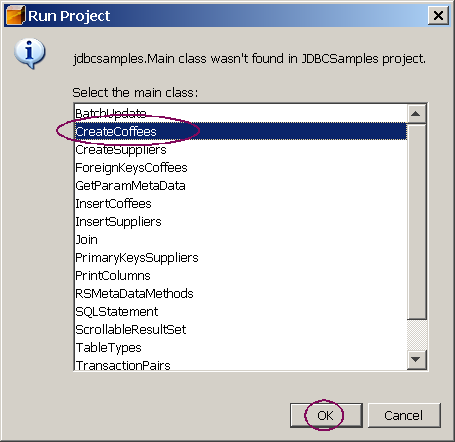 Run Project
jdbcsamples.Main class wasn't found in JDBCSamples project.
Select the main class:
BatchUpdate
CreateCoffees
CreateSuppliers
ForeignKeysCoffees
GetParamMetaData
InsertCoffees
InsertSuppliers
Join
PrimaryKeysSuppliers
PrintColumns
RSMetaDataMethods
SQLStatement
ScrollableResultSet
TableTypes
TransactionPairs
OK Cancel